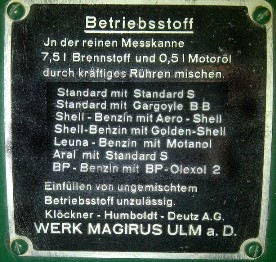 Betriebsstoff
Jn der reinen Messkanne
7,5 l Brennstoff und 0,5 l Motoröl
durch kräftiges Rühren mischen.
Standard mit Standard S
Standard mit Gargoyle B B
Shell - Benzin mit Aero - Shell
Shell-Benzin mit Golden-Shell
Leuna - Benzin mit Motanol
Aral mit Standard S
BP - Benzin mit BP-Olexol 2
Einfüllen von ungemischtem
Betriebsstoff unzulässig.
Klöckner - Humboldt - Deutz A.G.
WERK MAGIRUS ULM a. D.